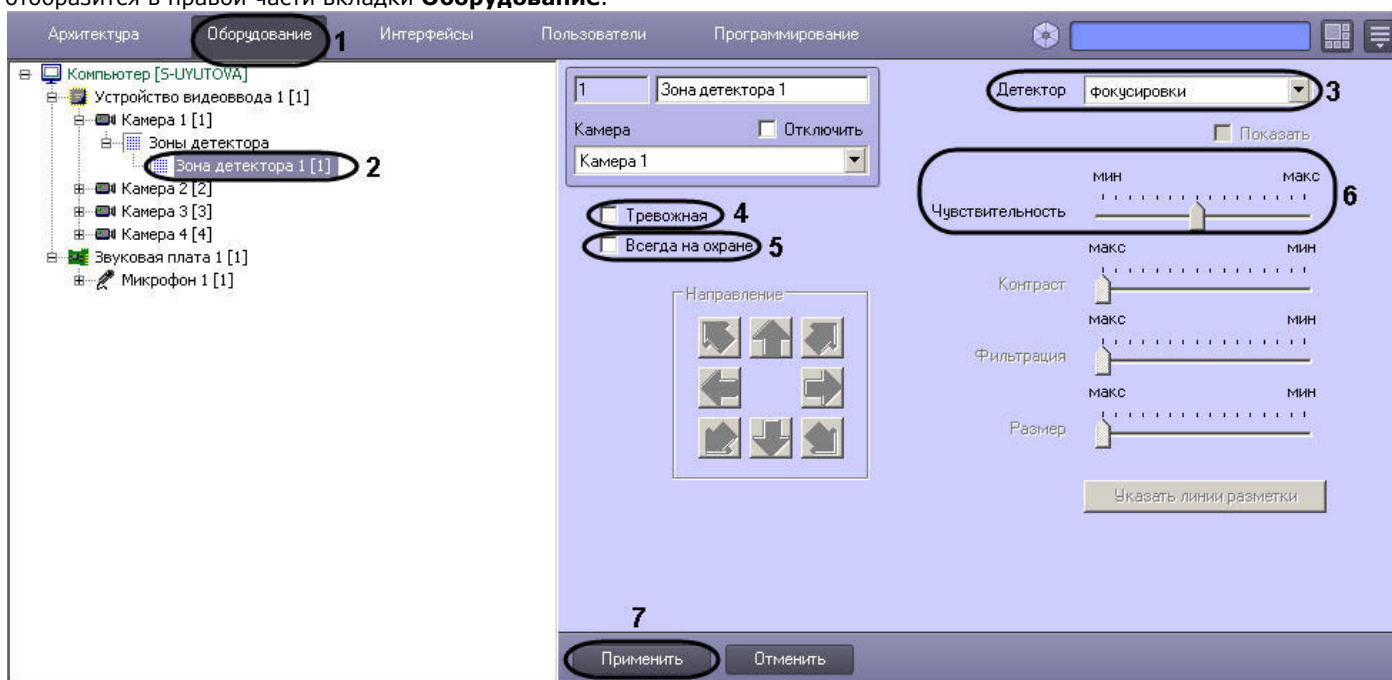 отобразится в правой части вкладки Оборудование.
Архитектура Оборудование 1 Интерфейсы Пользователи Программирование
Компьютер [S-UYUTOVA]
Устройство видеоввода 1 [1]
Камера 1 [1]
Зоны детектора
Зона детектора 1 [1] 2
Камера 2 [2]
Камера 3 [3]
Камера 4 [4]
Звуковая плата 1 [1]
Микрофон 1 [1]
1 Зона детектора 1
Камера Отключить
Камера 1
Тревожная 4
Всегда на охране 5
Направление
Детектор фокусировки 3
Показать
мин макс
Чувствительность 6
макс мин
Контраст
макс мин
Фильтрация
макс мин
Размер
Указать линии разметки
7
Применить Отменить